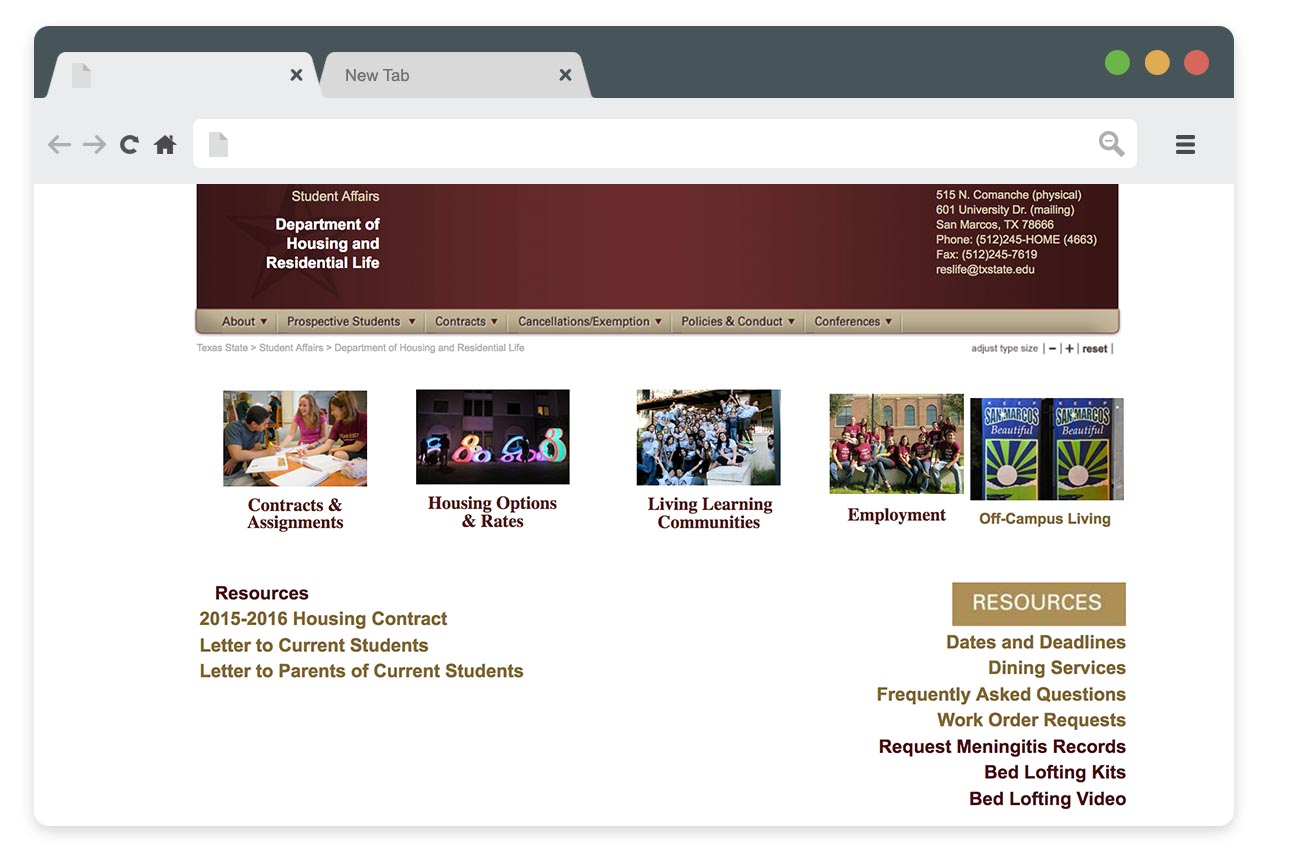 New Tab
Student Affairs
Department of
Housing and
Residential Life
515 N. Comanche (physical)
601 University Dr. (mailing)
San Marcos, TX 78666
Phone: (512)245-HOME (4663)
Fax: (512)245-7619
reslife@txstate.edu
About ▼ Prospective Students ▼ Contracts ▼ Cancellations/Exemption ▼ Policies & Conduct ▼ Conferences ▼
Texas State > Student Affairs > Department of Housing and Residential Life
adjust type size | − | + | reset |
KEEP
SAN MARCOS
Beautiful
KEEP
SAN MARCOS
Beautiful
Contracts &
Assignments
Housing Options
& Rates
Living Learning
Communities
Employment
Off-Campus Living
Resources
2015-2016 Housing Contract
Letter to Current Students
Letter to Parents of Current Students
RESOURCES
Dates and Deadlines
Dining Services
Frequently Asked Questions
Work Order Requests
Request Meningitis Records
Bed Lofting Kits
Bed Lofting Video